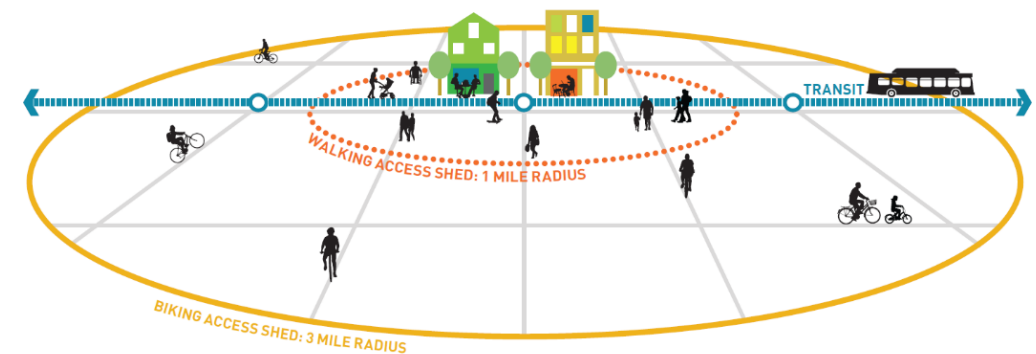 TRANSIT
WALKING ACCESS SHED: 1 MILE RADIUS
BIKING ACCESS SHED: 3 MILE RADIUS